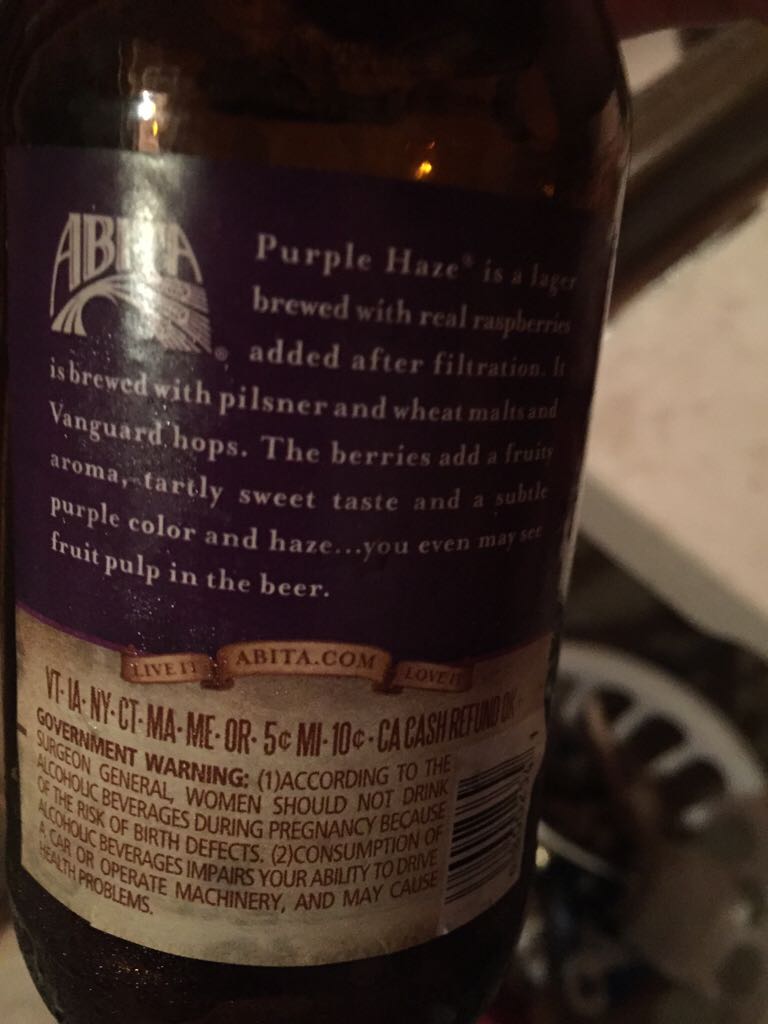 ABITA
Purple Haze® is a lager
brewed with real raspberries
added after filtration. It
is brewed with pilsner and wheat malts and
Vanguard hops. The berries add a fruity
aroma, tartly sweet taste and a subtle
purple color and haze...you even may see
fruit pulp in the beer.
LIVE IT ABITA.COM LOVE IT
VT·IA·NY·CT·MA·ME·OR· 5¢ MI·10¢·CA CASH REFUND OK·
GOVERNMENT WARNING: (1)ACCORDING TO THE
SURGEON GENERAL, WOMEN SHOULD NOT DRINK
ALCOHOLIC BEVERAGES DURING PREGNANCY BECAUSE
OF THE RISK OF BIRTH DEFECTS. (2)CONSUMPTION OF
ALCOHOLIC BEVERAGES IMPAIRS YOUR ABILITY TO DRIVE
A CAR OR OPERATE MACHINERY, AND MAY CAUSE
HEALTH PROBLEMS.